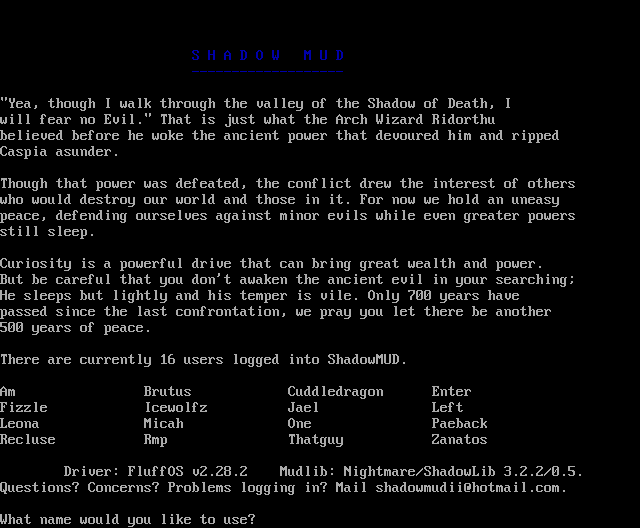 SHADOW MUD
-------------------
"Yea, though I walk through the valley of the Shadow of Death, I
will fear no Evil." That is just what the Arch Wizard Ridorthu
believed before he woke the ancient power that devoured him and ripped
Caspia asunder.
Though that power was defeated, the conflict drew the interest of others
who would destroy our world and those in it. For now we hold an uneasy
peace, defending ourselves against minor evils while even greater powers
still sleep.
Curiosity is a powerful drive that can bring great wealth and power.
But be careful that you don't awaken the ancient evil in your searching;
He sleeps but lightly and his temper is vile. Only 700 years have
passed since the last confrontation, we pray you let there be another
500 years of peace.
There are currently 16 users logged into ShadowMUD.
Am Brutus Cuddledragon Enter
Fizzle Icewolfz Jael Left
Leona Micah One Paeback
Recluse Rmp Thatguy Zanatos
Driver: FluffOS v2.28.2 Mudlib: Nightmare/ShadowLib 3.2.2/0.5.
Questions? Concerns? Problems logging in? Mail shadowmudii@hotmail.com.
What name would you like to use?